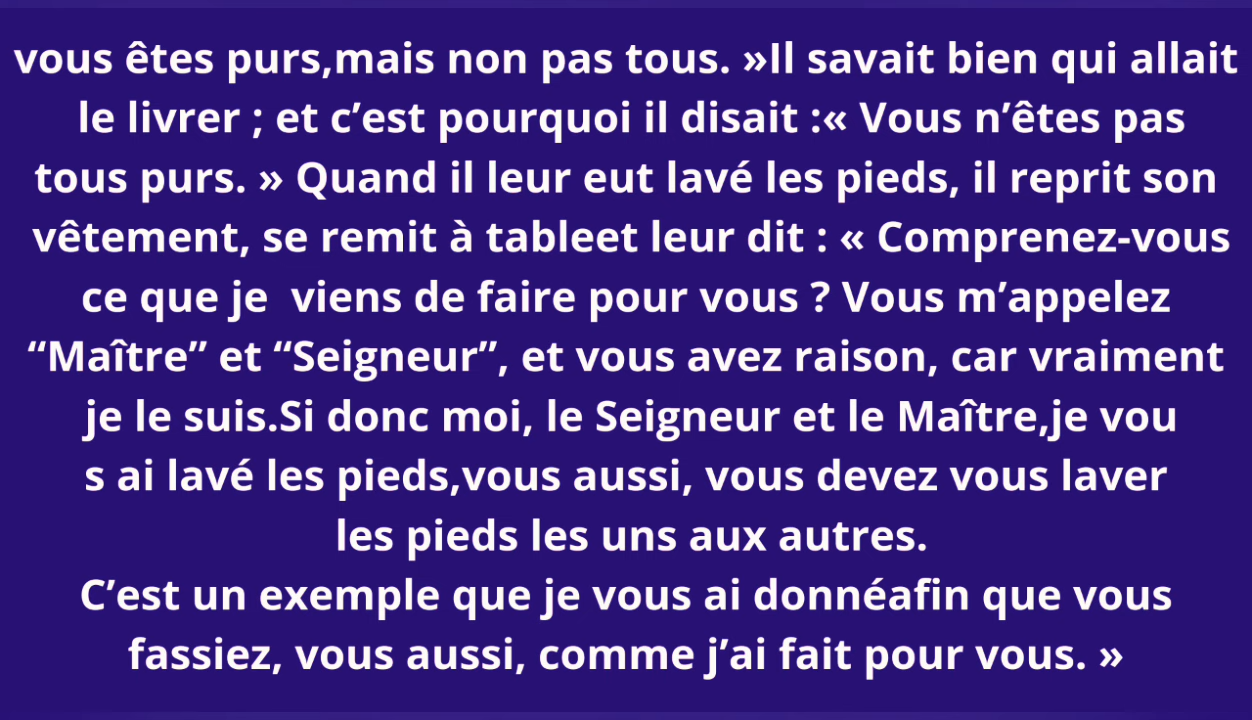 vous êtes purs,mais non pas tous. »Il savait bien qui allait
le livrer ; et c’est pourquoi il disait :« Vous n’êtes pas
tous purs. » Quand il leur eut lavé les pieds, il reprit son
vêtement, se remit à tableet leur dit : « Comprenez-vous
ce que je  viens de faire pour vous ? Vous m’appelez
“Maître” et “Seigneur”, et vous avez raison, car vraiment
je le suis.Si donc moi, le Seigneur et le Maître,je vou
s ai lavé les pieds,vous aussi, vous devez vous laver
les pieds les uns aux autres.
C’est un exemple que je vous ai donnéafin que vous
fassiez, vous aussi, comme j’ai fait pour vous. »